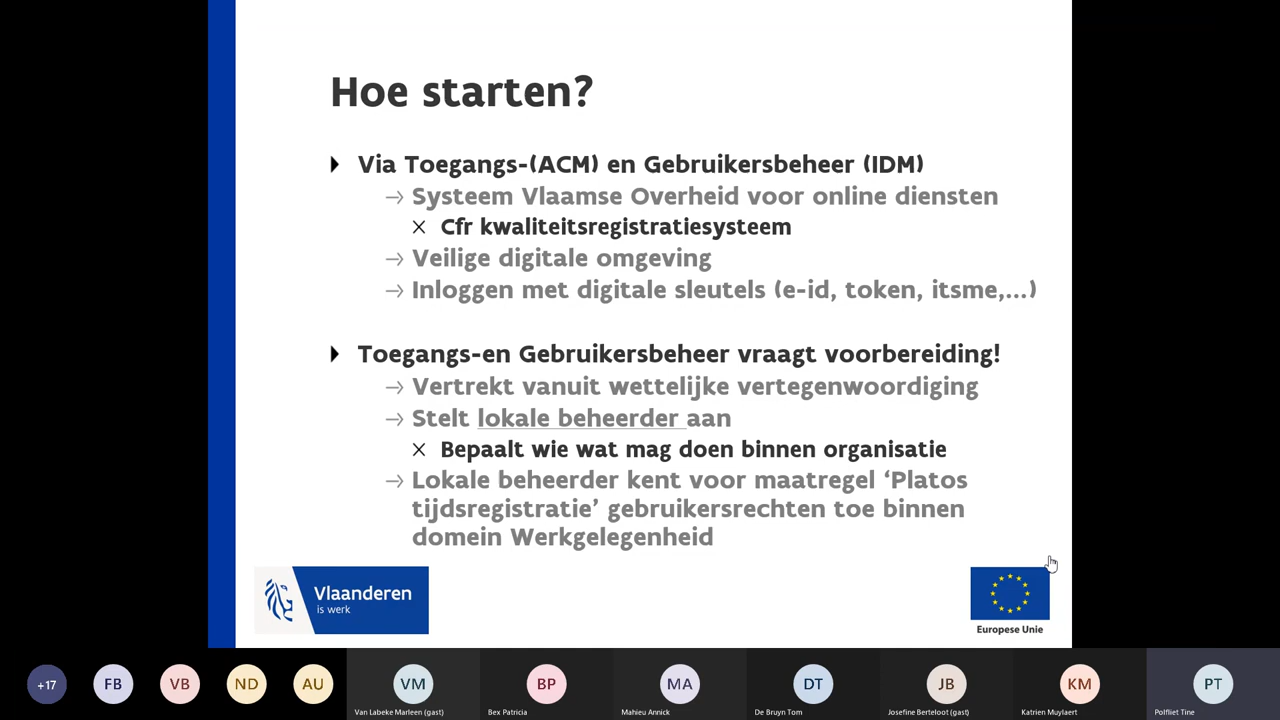 Hoe starten?
Via Toegangs-(ACM) en Gebruikersbeheer (IDM)
Systeem Vlaamse Overheid voor online diensten
Cfr kwaliteitsregistratiesysteem
Veilige digitale omgeving
Inloggen met digitale sleutels (e-id, token, itsme,...)
Toegangs-en Gebruikersbeheer vraagt voorbereiding!
Vertrekt vanuit wettelijke vertegenwoordiging
Stelt lokale beheerder aan
Bepaalt wie wat mag doen binnen organisatie
Lokale beheerder kent voor maatregel ‘Platos
tijdsregistratie’ gebruikersrechten toe binnen
domein Werkgelegenheid
Vlaanderen
is werk
Europese Unie
+17
FB
VB
ND
AU
VM
BP
MA
DT
JB
KM
PT
Van Labeke Marleen (gast)
Bex Patricia
Mahieu Annick
De Bruyn Tom
Josefine Berteloot (gast)
Katrien Muylaert
Polfliet Tine